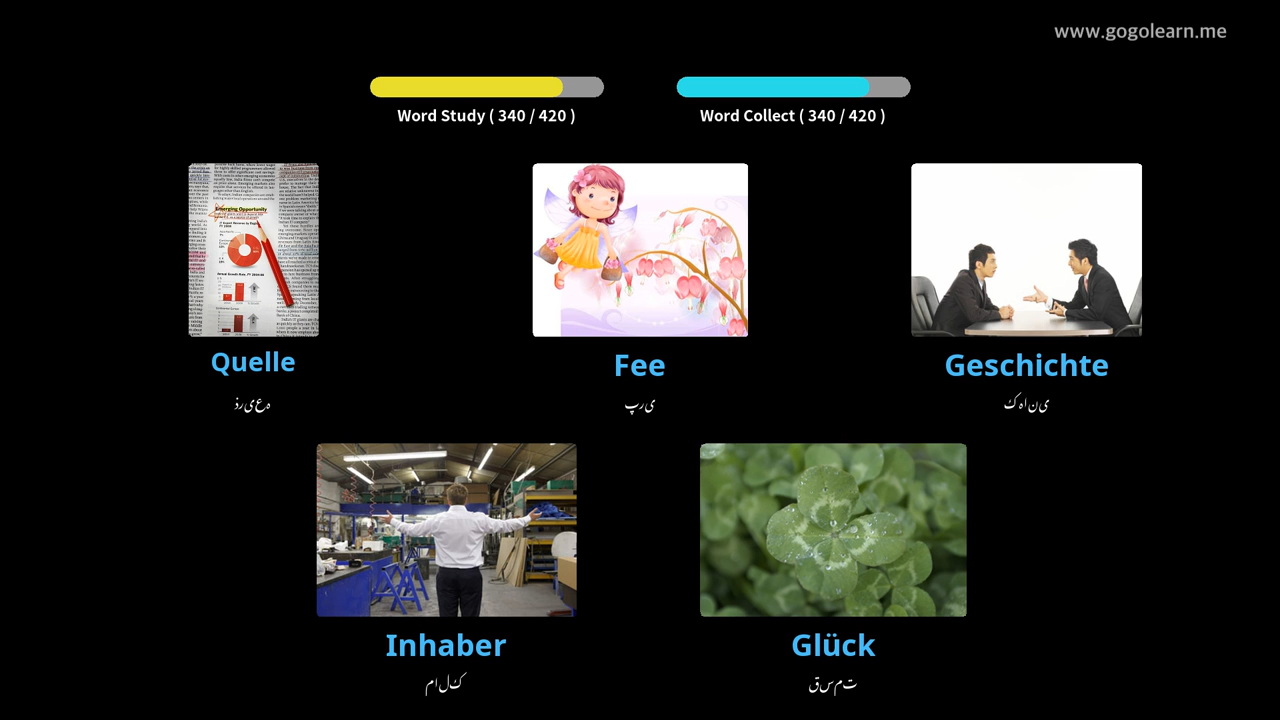 www.gogolearn.me
Word Study ( 340 / 420 )
Word Collect ( 340 / 420 )
Emerging Opportunity
Quelle
ذریعہ
Fee
پری
Geschichte
کہانی
Inhaber
مالک
Glück
قسمت